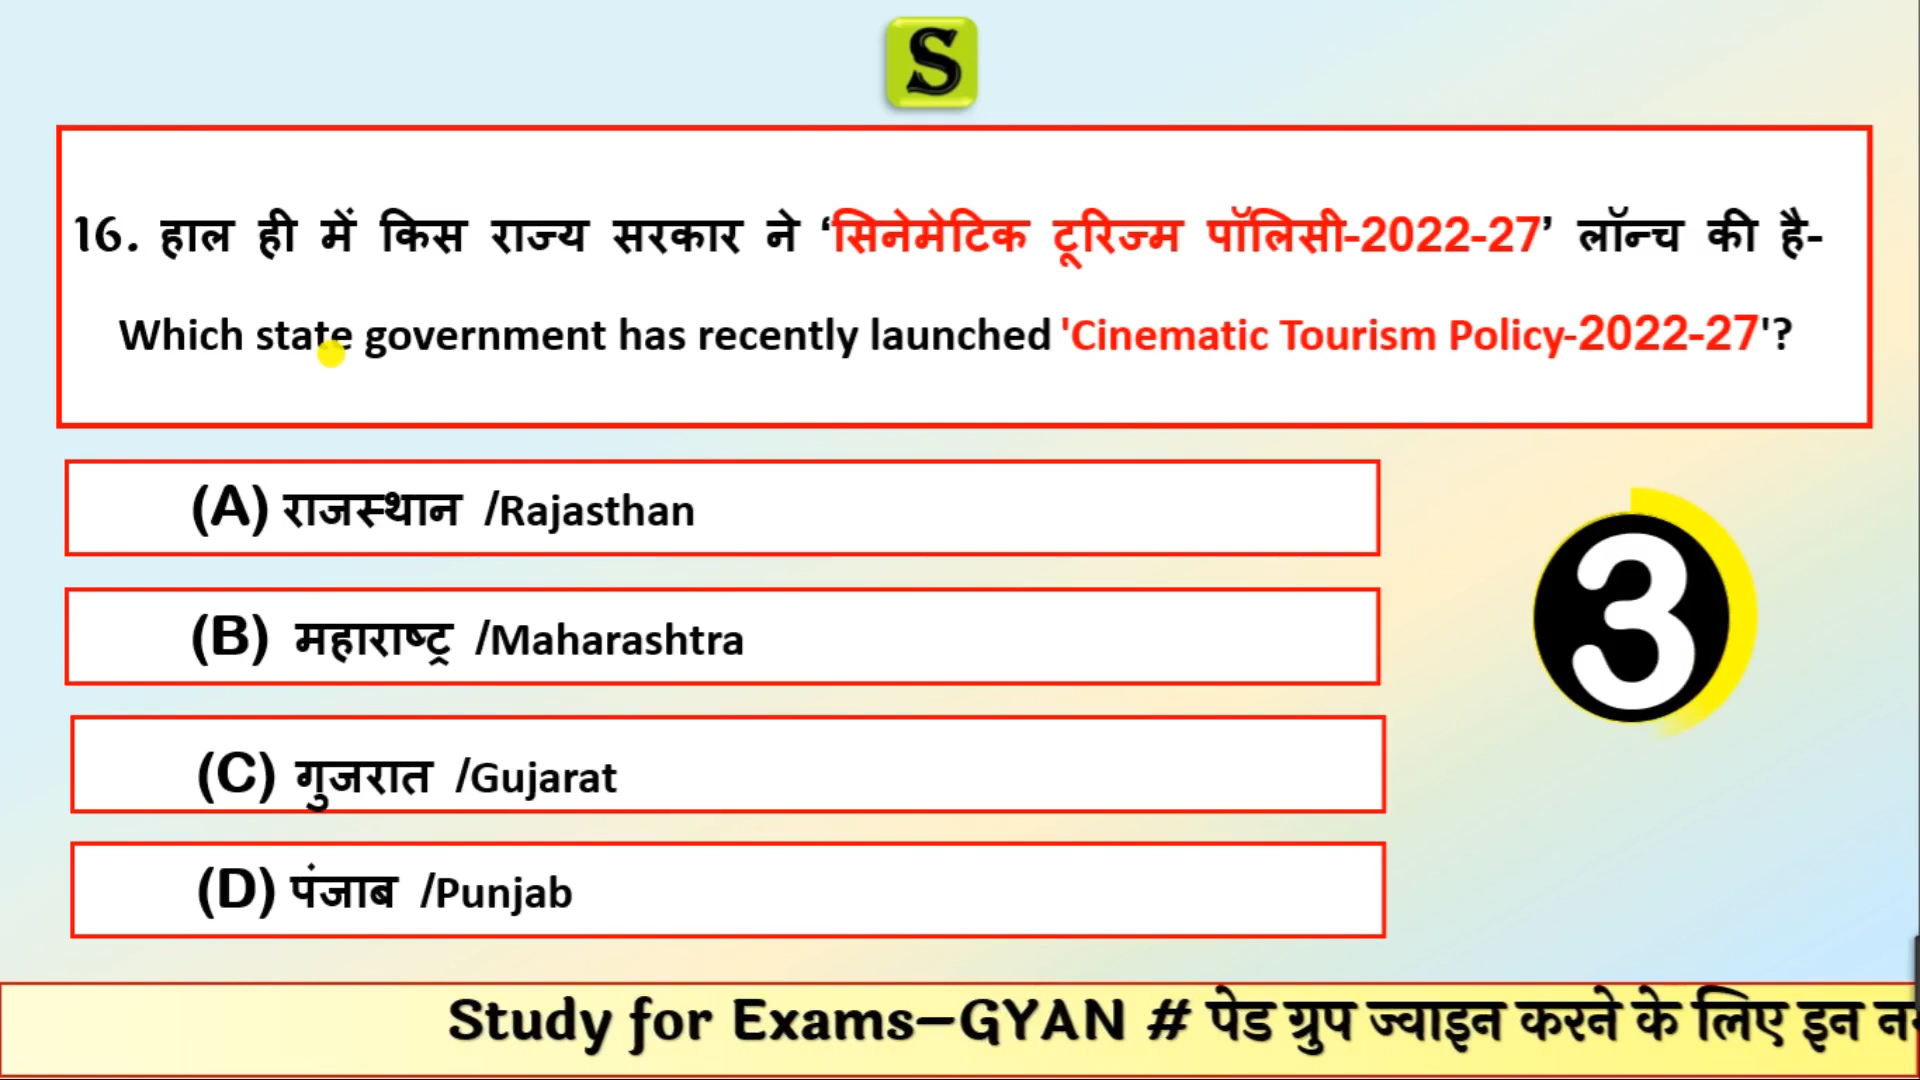 S
16. हाल ही में किस राज्य सरकार ने ‘सिनेमेटिक टूरिज्म पॉलिसी-2022-27’ लॉन्च की है-
Which state government has recently launched 'Cinematic Tourism Policy-2022-27'?
(A) राजस्थान /Rajasthan
(B) महाराष्ट्र /Maharashtra
3
(C) गुजरात /Gujarat
(D) पंजाब /Punjab
Study for Exams–GYAN # पेड ग्रुप ज्वाइन करने के लिए इन